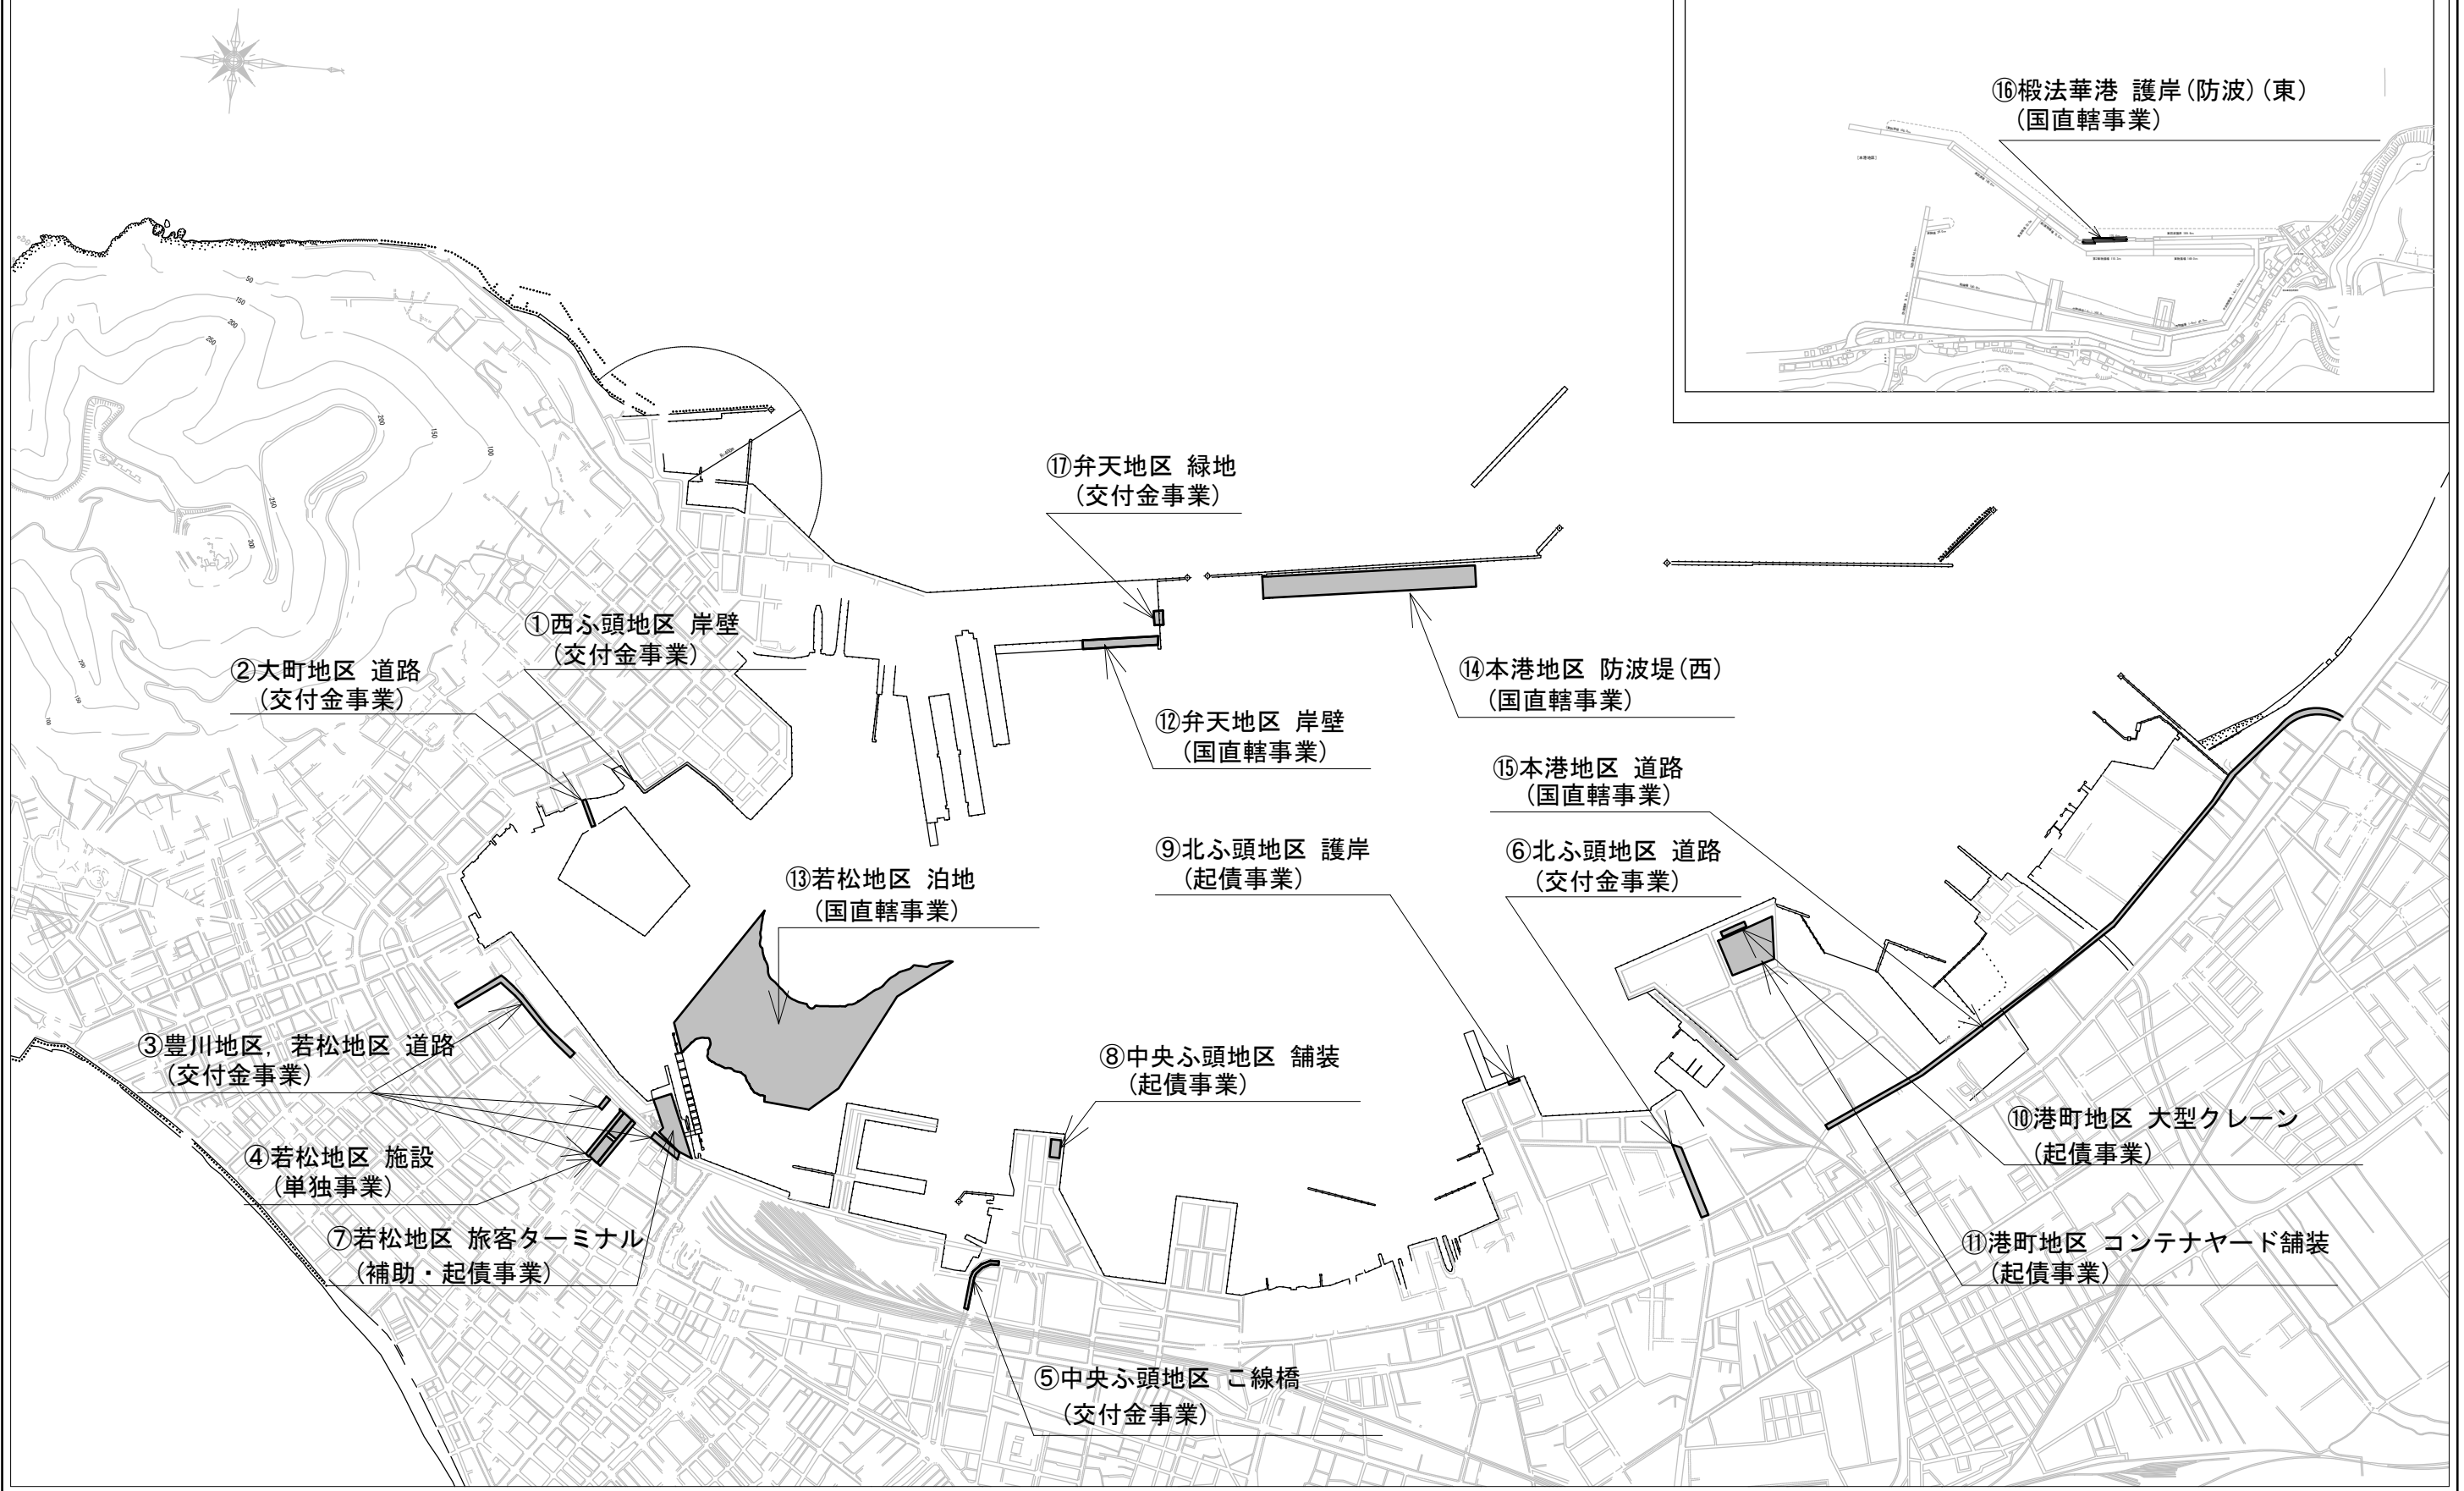 ⑯椴法華港 護岸(防波)(東)
(国直轄事業)
⑰弁天地区 緑地
(交付金事業)
①西ふ頭地区 岸壁
(交付金事業)
②大町地区 道路
(交付金事業)
⑭本港地区 防波堤(西)
(国直轄事業)
⑫弁天地区 岸壁
(国直轄事業)
⑮本港地区 道路
(国直轄事業)
⑨北ふ頭地区 護岸
(起債事業)
⑥北ふ頭地区 道路
(交付金事業)
⑬若松地区 泊地
(国直轄事業)
③豊川地区, 若松地区 道路
(交付金事業)
⑧中央ふ頭地区 舗装
(起債事業)
⑩港町地区 大型クレーン
(起債事業)
④若松地区 施設
(単独事業)
⑦若松地区 旅客ターミナル
(補助・起債事業)
⑪港町地区 コンテナヤード舗装
(起債事業)
⑤中央ふ頭地区 こ線橋
(交付金事業)
50
150
200
250
200
150
100
250
200